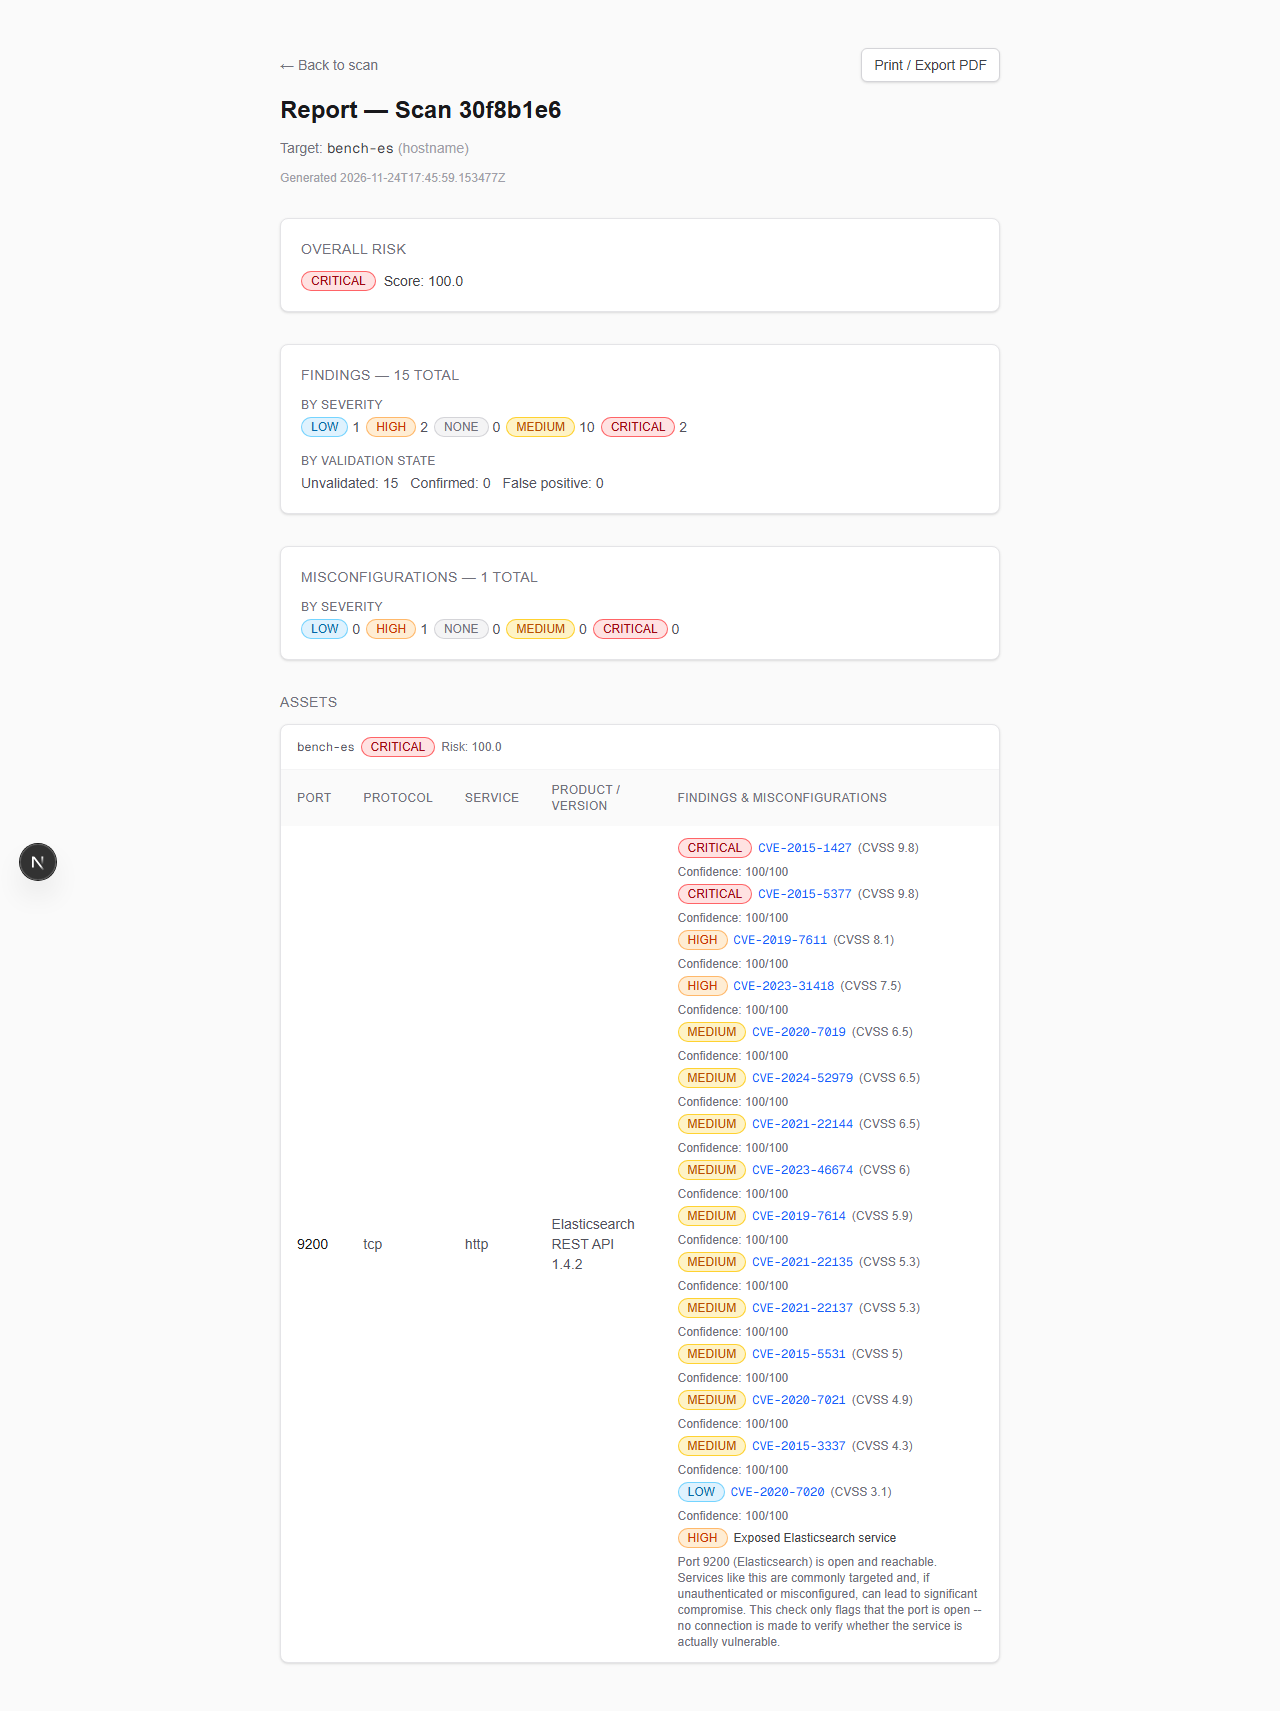 ← Back to scan
Print / Export PDF
Report — Scan 30f8b1e6
Target: bench-es (hostname)
Generated 2026-11-24T17:45:59.153477Z
OVERALL RISK
CRITICAL Score: 100.0
FINDINGS — 15 TOTAL
BY SEVERITY
LOW 1 HIGH 2 NONE 0 MEDIUM 10 CRITICAL 2
BY VALIDATION STATE
Unvalidated: 15 Confirmed: 0 False positive: 0
MISCONFIGURATIONS — 1 TOTAL
BY SEVERITY
LOW 0 HIGH 1 NONE 0 MEDIUM 0 CRITICAL 0
ASSETS
bench-es CRITICAL Risk: 100.0
PORT PROTOCOL SERVICE PRODUCT / VERSION FINDINGS & MISCONFIGURATIONS
9200 tcp http
Elasticsearch
REST API
1.4.2
CRITICAL CVE-2015-1427 (CVSS 9.8)
Confidence: 100/100
CRITICAL CVE-2015-5377 (CVSS 9.8)
Confidence: 100/100
HIGH CVE-2019-7611 (CVSS 8.1)
Confidence: 100/100
HIGH CVE-2023-31418 (CVSS 7.5)
Confidence: 100/100
MEDIUM CVE-2020-7019 (CVSS 6.5)
Confidence: 100/100
MEDIUM CVE-2024-52979 (CVSS 6.5)
Confidence: 100/100
MEDIUM CVE-2021-22144 (CVSS 6.5)
Confidence: 100/100
MEDIUM CVE-2023-46674 (CVSS 6)
Confidence: 100/100
MEDIUM CVE-2019-7614 (CVSS 5.9)
Confidence: 100/100
MEDIUM CVE-2021-22135 (CVSS 5.3)
Confidence: 100/100
MEDIUM CVE-2021-22137 (CVSS 5.3)
Confidence: 100/100
MEDIUM CVE-2015-5531 (CVSS 5)
Confidence: 100/100
MEDIUM CVE-2020-7021 (CVSS 4.9)
Confidence: 100/100
MEDIUM CVE-2015-3337 (CVSS 4.3)
Confidence: 100/100
LOW CVE-2020-7020 (CVSS 3.1)
Confidence: 100/100
HIGH Exposed Elasticsearch service
Port 9200 (Elasticsearch) is open and reachable.
Services like this are commonly targeted and, if
unauthenticated or misconfigured, can lead to significant
compromise. This check only flags that the port is open --
no connection is made to verify whether the service is
actually vulnerable.
N